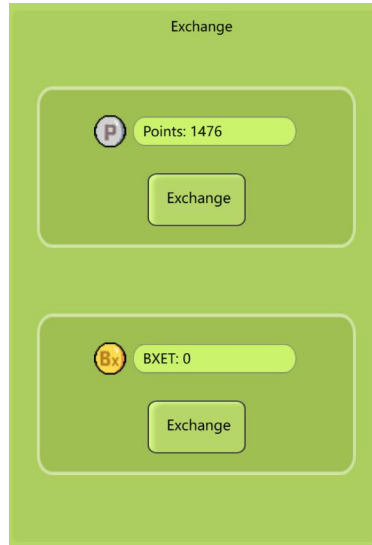 Exchange
P
Points: 1476
Exchange
Bx
BXET: 0
Exchange